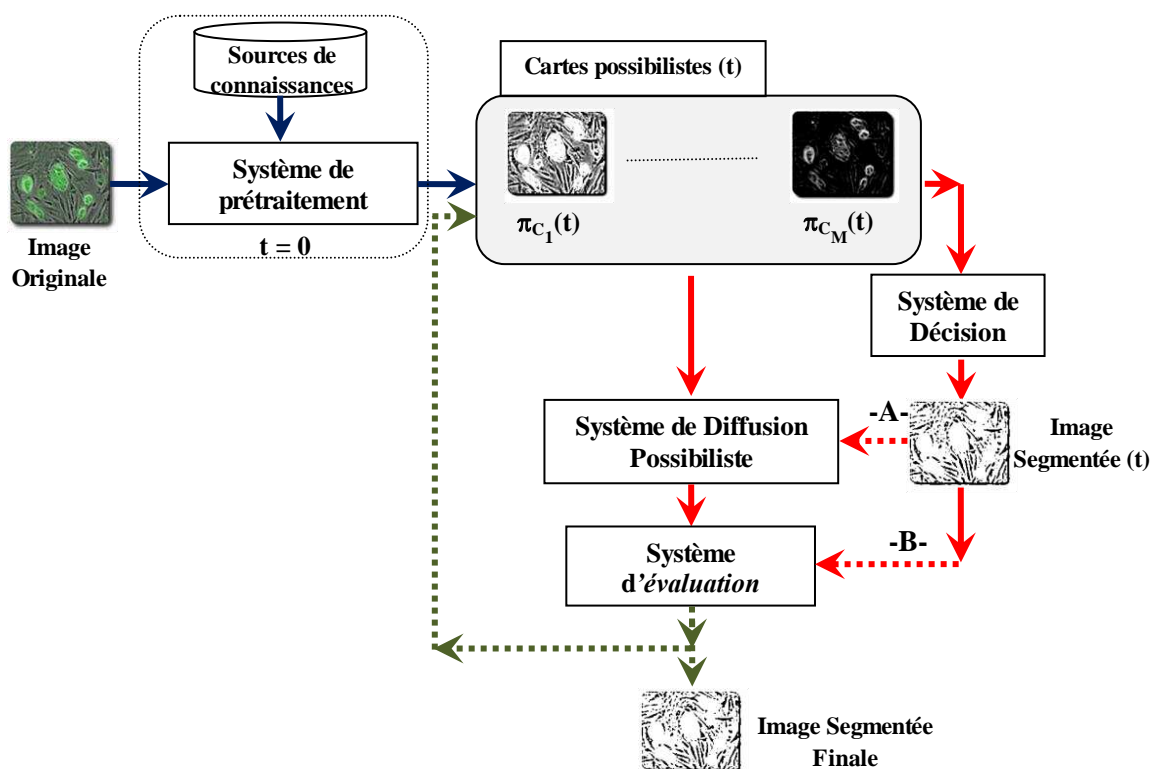 Sources de
connaissances
Cartes possibilistes (t)
Système de
prétraitement
t = 0
Image
Originale
πC1(t)
πCM(t)
Système de
Décision
-A-
Système de Diffusion
Possibiliste
Image
Segmentée (t)
-B-
Système
d'évaluation
Image Segmentée
Finale